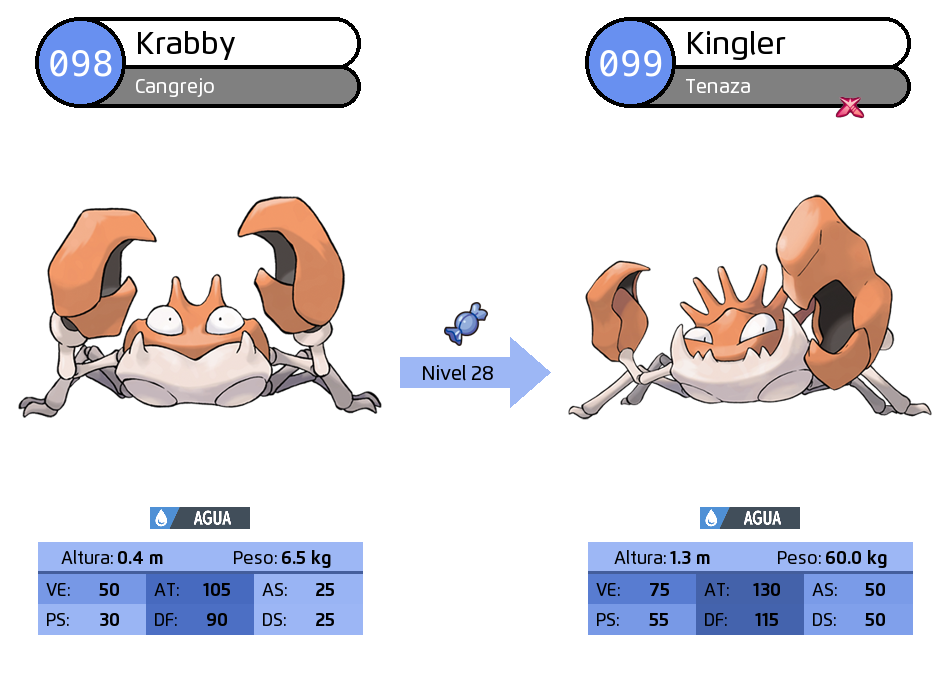 098
Krabby
Cangrejo
099
Kingler
Tenaza
Nivel 28
AGUA
Altura: 0.4 m Peso: 6.5 kg
VE: 50 AT: 105 AS: 25
PS: 30 DF: 90 DS: 25
AGUA
Altura: 1.3 m Peso: 60.0 kg
VE: 75 AT: 130 AS: 50
PS: 55 DF: 115 DS: 50